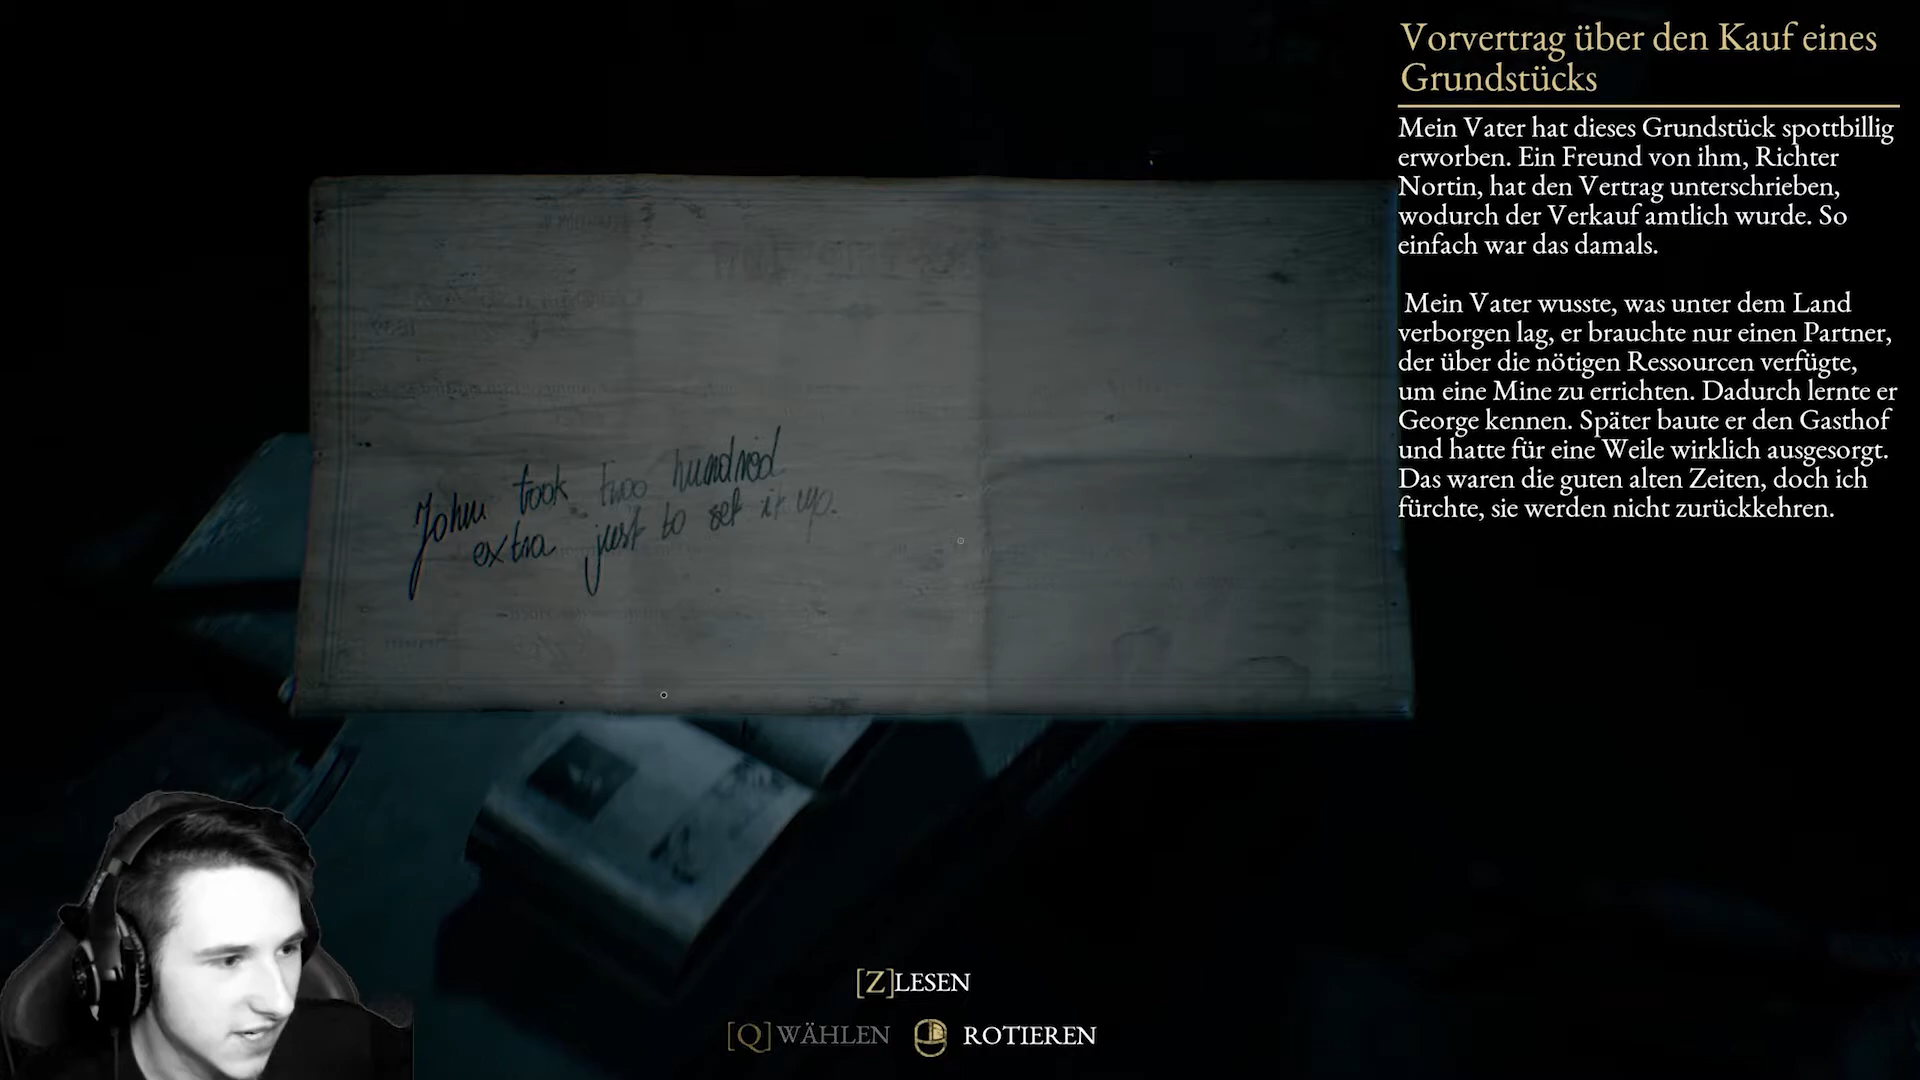 Vorvertrag über den Kauf eines
Grundstücks
Mein Vater hat dieses Grundstück spottbillig
erworben. Ein Freund von ihm, Richter
Nortin, hat den Vertrag unterschrieben,
wodurch der Verkauf amtlich wurde. So
einfach war das damals.
Mein Vater wusste, was unter dem Land
verborgen lag, er brauchte nur einen Partner,
der über die nötigen Ressourcen verfügte,
um eine Mine zu errichten. Dadurch lernte er
George kennen. Später baute er den Gasthof
und hatte für eine Weile wirklich ausgesorgt.
Das waren die guten alten Zeiten, doch ich
fürchte, sie werden nicht zurückkehren.
John took two hundred
extra just to set it up.
[Z]LESEN
[Q]WÄHLEN ROTIEREN